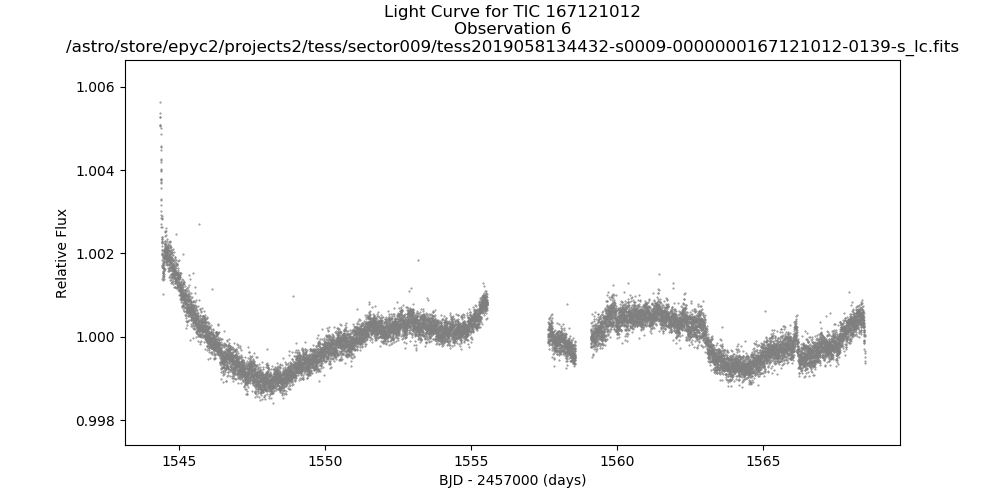 Light Curve for TIC 167121012
Observation 6
/astro/store/epyc2/projects2/tess/sector009/tess2019058134432-s0009-0000000167121012-0139-s_lc.fits
1.006
1.004
1.002
1.000
0.998
Relative Flux
1545
1550
1555
1560
1565
BJD - 2457000 (days)